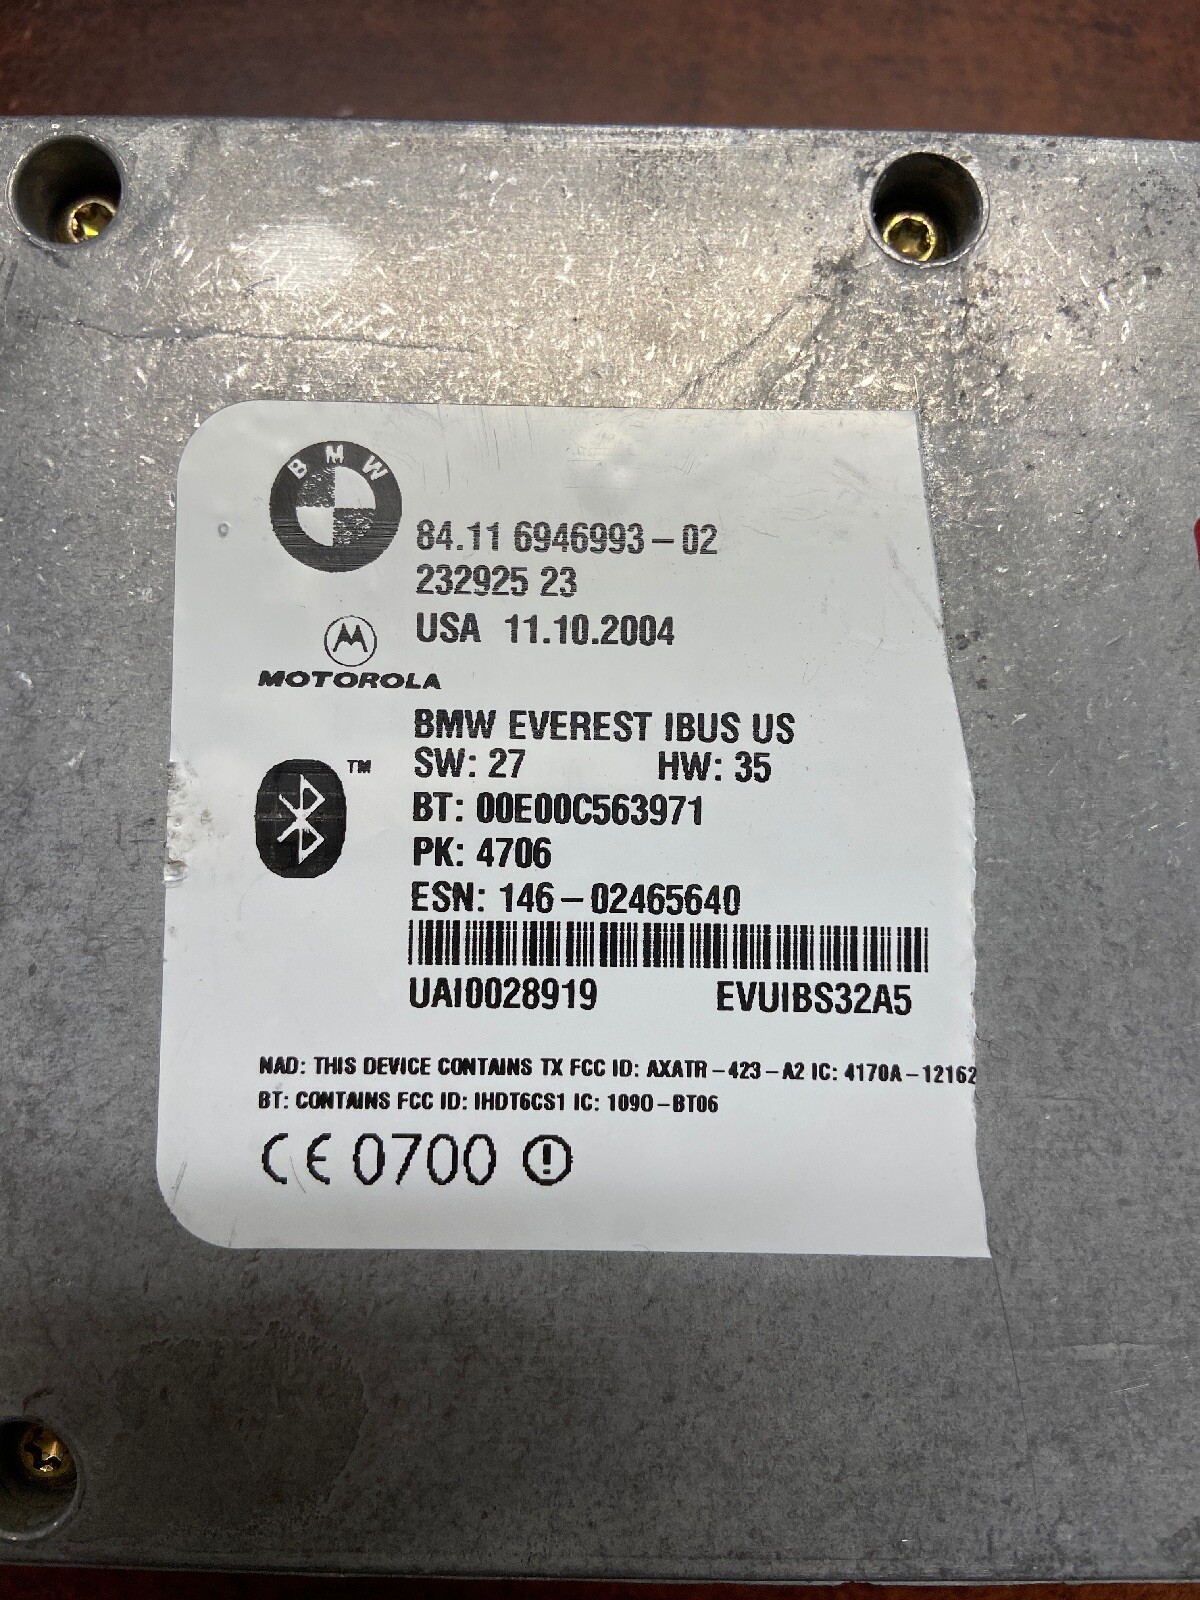 BMW
84.11 6946993-02
232925 23
USA 11.10.2004
MOTOROLA
BMW EVEREST IBUS US
SW: 27 HW: 35
TM
BT: 00E00C563971
PK: 4706
ESN: 146-02465640
UAI0028919 EVUIBS32A5
NAD: THIS DEVICE CONTAINS TX FCC ID: AXATR-423-A2 IC: 4170A-12162
BT: CONTAINS FCC ID: IHDT6CS1 IC: 1090-BT06
CE 0700